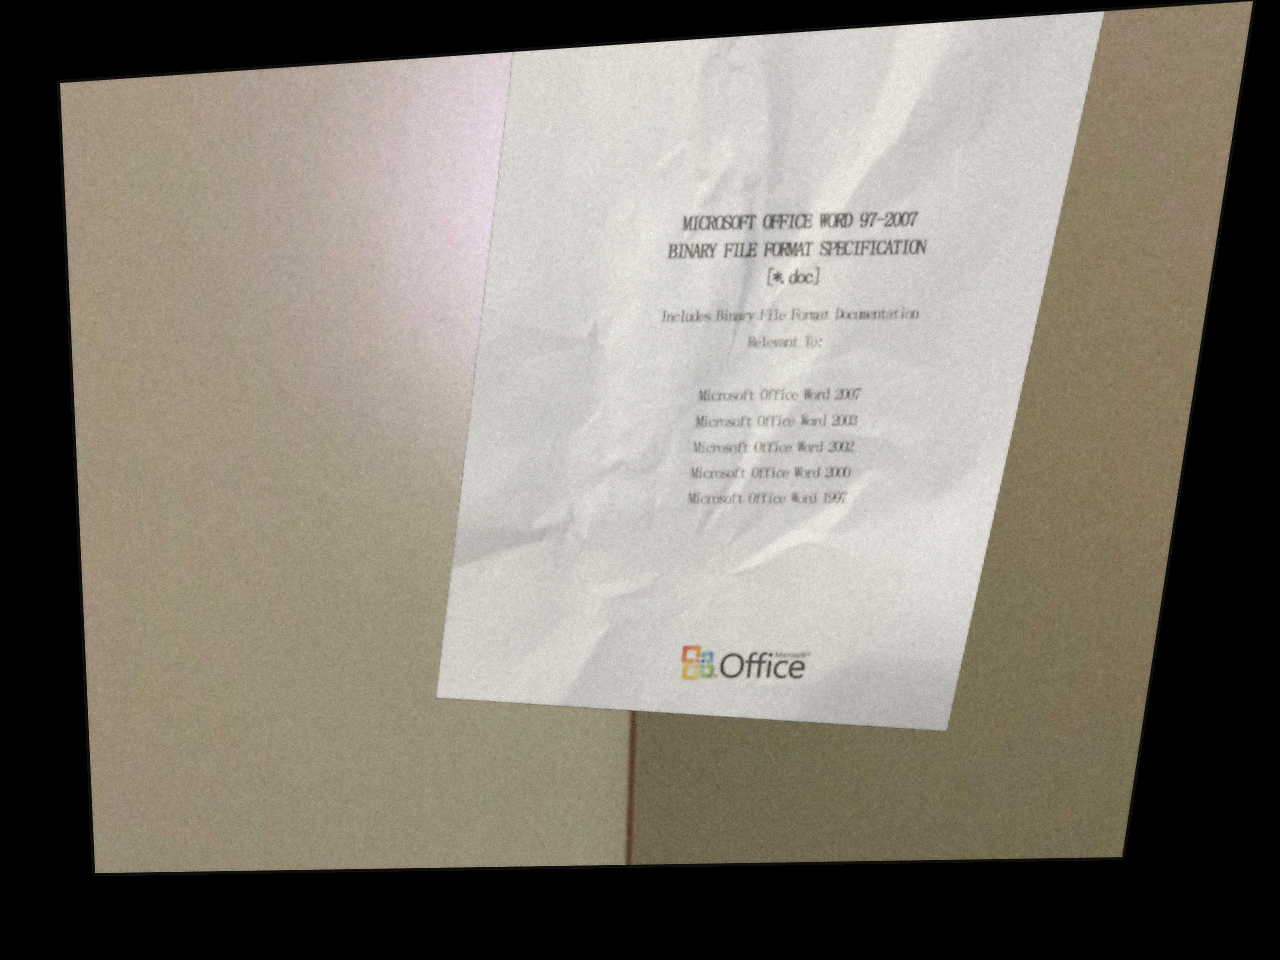 MICROSOFT OFFICE WORD 97-2007
BINARY FILE FORMAT SPECIFICATION
[*.doc]
Includes Binary File Format Documentation
Relevant To:
Microsoft Office Word 2007
Microsoft Office Word 2003
Microsoft Office Word 2002
Microsoft Office Word 2000
Microsoft Office Word 1997
Microsoft
Office